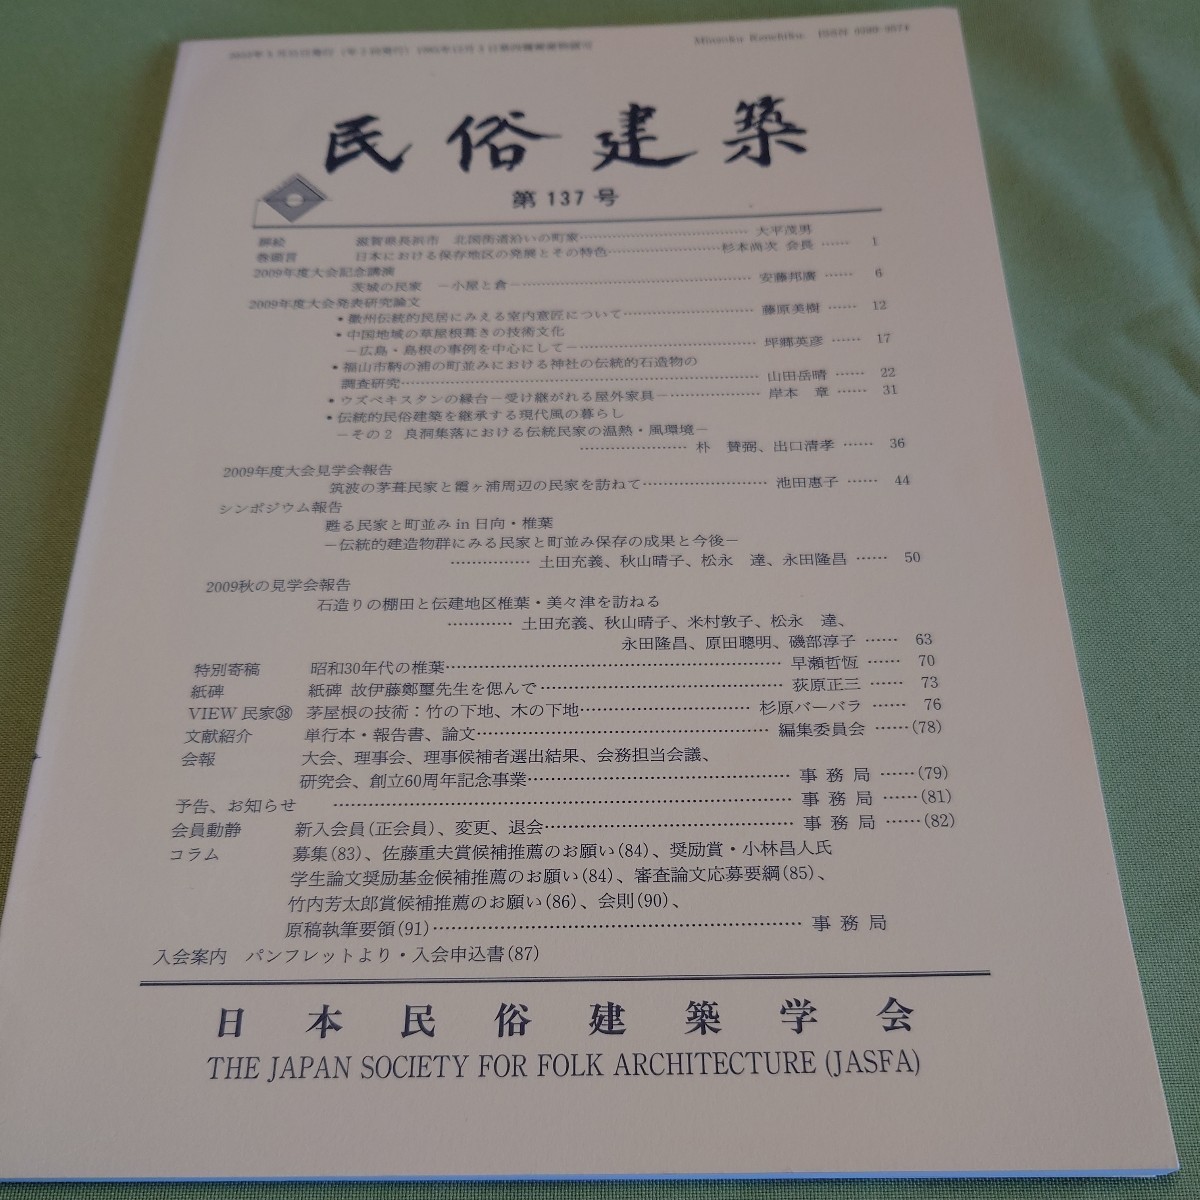 Minzoku Kenchiku ISSN
民俗建築
第137号
滋賀県長浜市 北国街道沿いの町家………………………… 大平茂男
巻頭言 日本における保存地区の発展とその特色…………………杉本尚次 会長…… 1
2009年度大会記念講演
茨城の民家 －小屋と倉－…………………………………… 安藤邦廣…… 6
2009年度大会発表研究論文
・徽州伝統的民居にみえる室内意匠について………………… 藤原美樹…… 12
・中国地域の草屋根葺きの技術文化
－広島・島根の事例を中心にして－………………………… 坪郷英彦…… 17
・福山市鞆の浦の町並みにおける神社の伝統的石造物の
調査研究………………………………………………………… 山田岳晴…… 22
・ウズベキスタンの縁台－受け継がれる屋外家具－…………… 岸本 章…… 31
・伝統的民俗建築を継承する現代風の暮らし
－その2 良洞集落における伝統民家の温熱・風環境－
………………… 朴 賛弼、出口清孝…… 36
2009年度大会見学会報告
筑波の茅葺民家と霞ヶ浦周辺の民家を訪ねて………………… 池田恵子…… 44
シンポジウム報告
甦る民家と町並み in 日向・椎葉
－伝統的建造物群にみる民家と町並み保存の成果と今後－
…………… 土田充義、秋山晴子、松永 達、永田隆昌…… 50
2009秋の見学会報告
石造りの棚田と伝建地区椎葉・美々津を訪ねる
………… 土田充義、秋山晴子、米村敦子、松永 達、
永田隆昌、原田聰明、磯部淳子…… 63
特別寄稿 昭和30年代の椎葉………………………………………………… 早瀬哲恆…… 70
紙碑 紙碑 故伊藤鄭爾先生を偲んで…………………………………… 荻原正三…… 73
VIEW 民家㊳ 茅屋根の技術：竹の下地、木の下地………………………… 杉原バーバラ…… 76
文献紹介 単行本・報告書、論文………………………………………… 編集委員会……(78)
会報 大会、理事会、理事候補者選出結果、会務担当会議、
研究会、創立60周年記念事業……………………………………… 事務局……(79)
予告、お知らせ ………………………………………………………………… 事務局……(81)
会員動静 新入会員(正会員)、変更、退会…………………………………… 事務局……(82)
コラム 募集(83)、佐藤重夫賞候補推薦のお願い(84)、奨励賞・小林昌人氏
学生論文奨励基金候補推薦のお願い(84)、審査論文応募要綱(85)、
竹内芳太郎賞候補推薦のお願い(86)、会則(90)、
原稿執筆要領(91)……………………………………………………… 事務局
入会案内 パンフレットより・入会申込書(87)
日本民俗建築学会
THE JAPAN SOCIETY FOR FOLK ARCHITECTURE (JASFA)